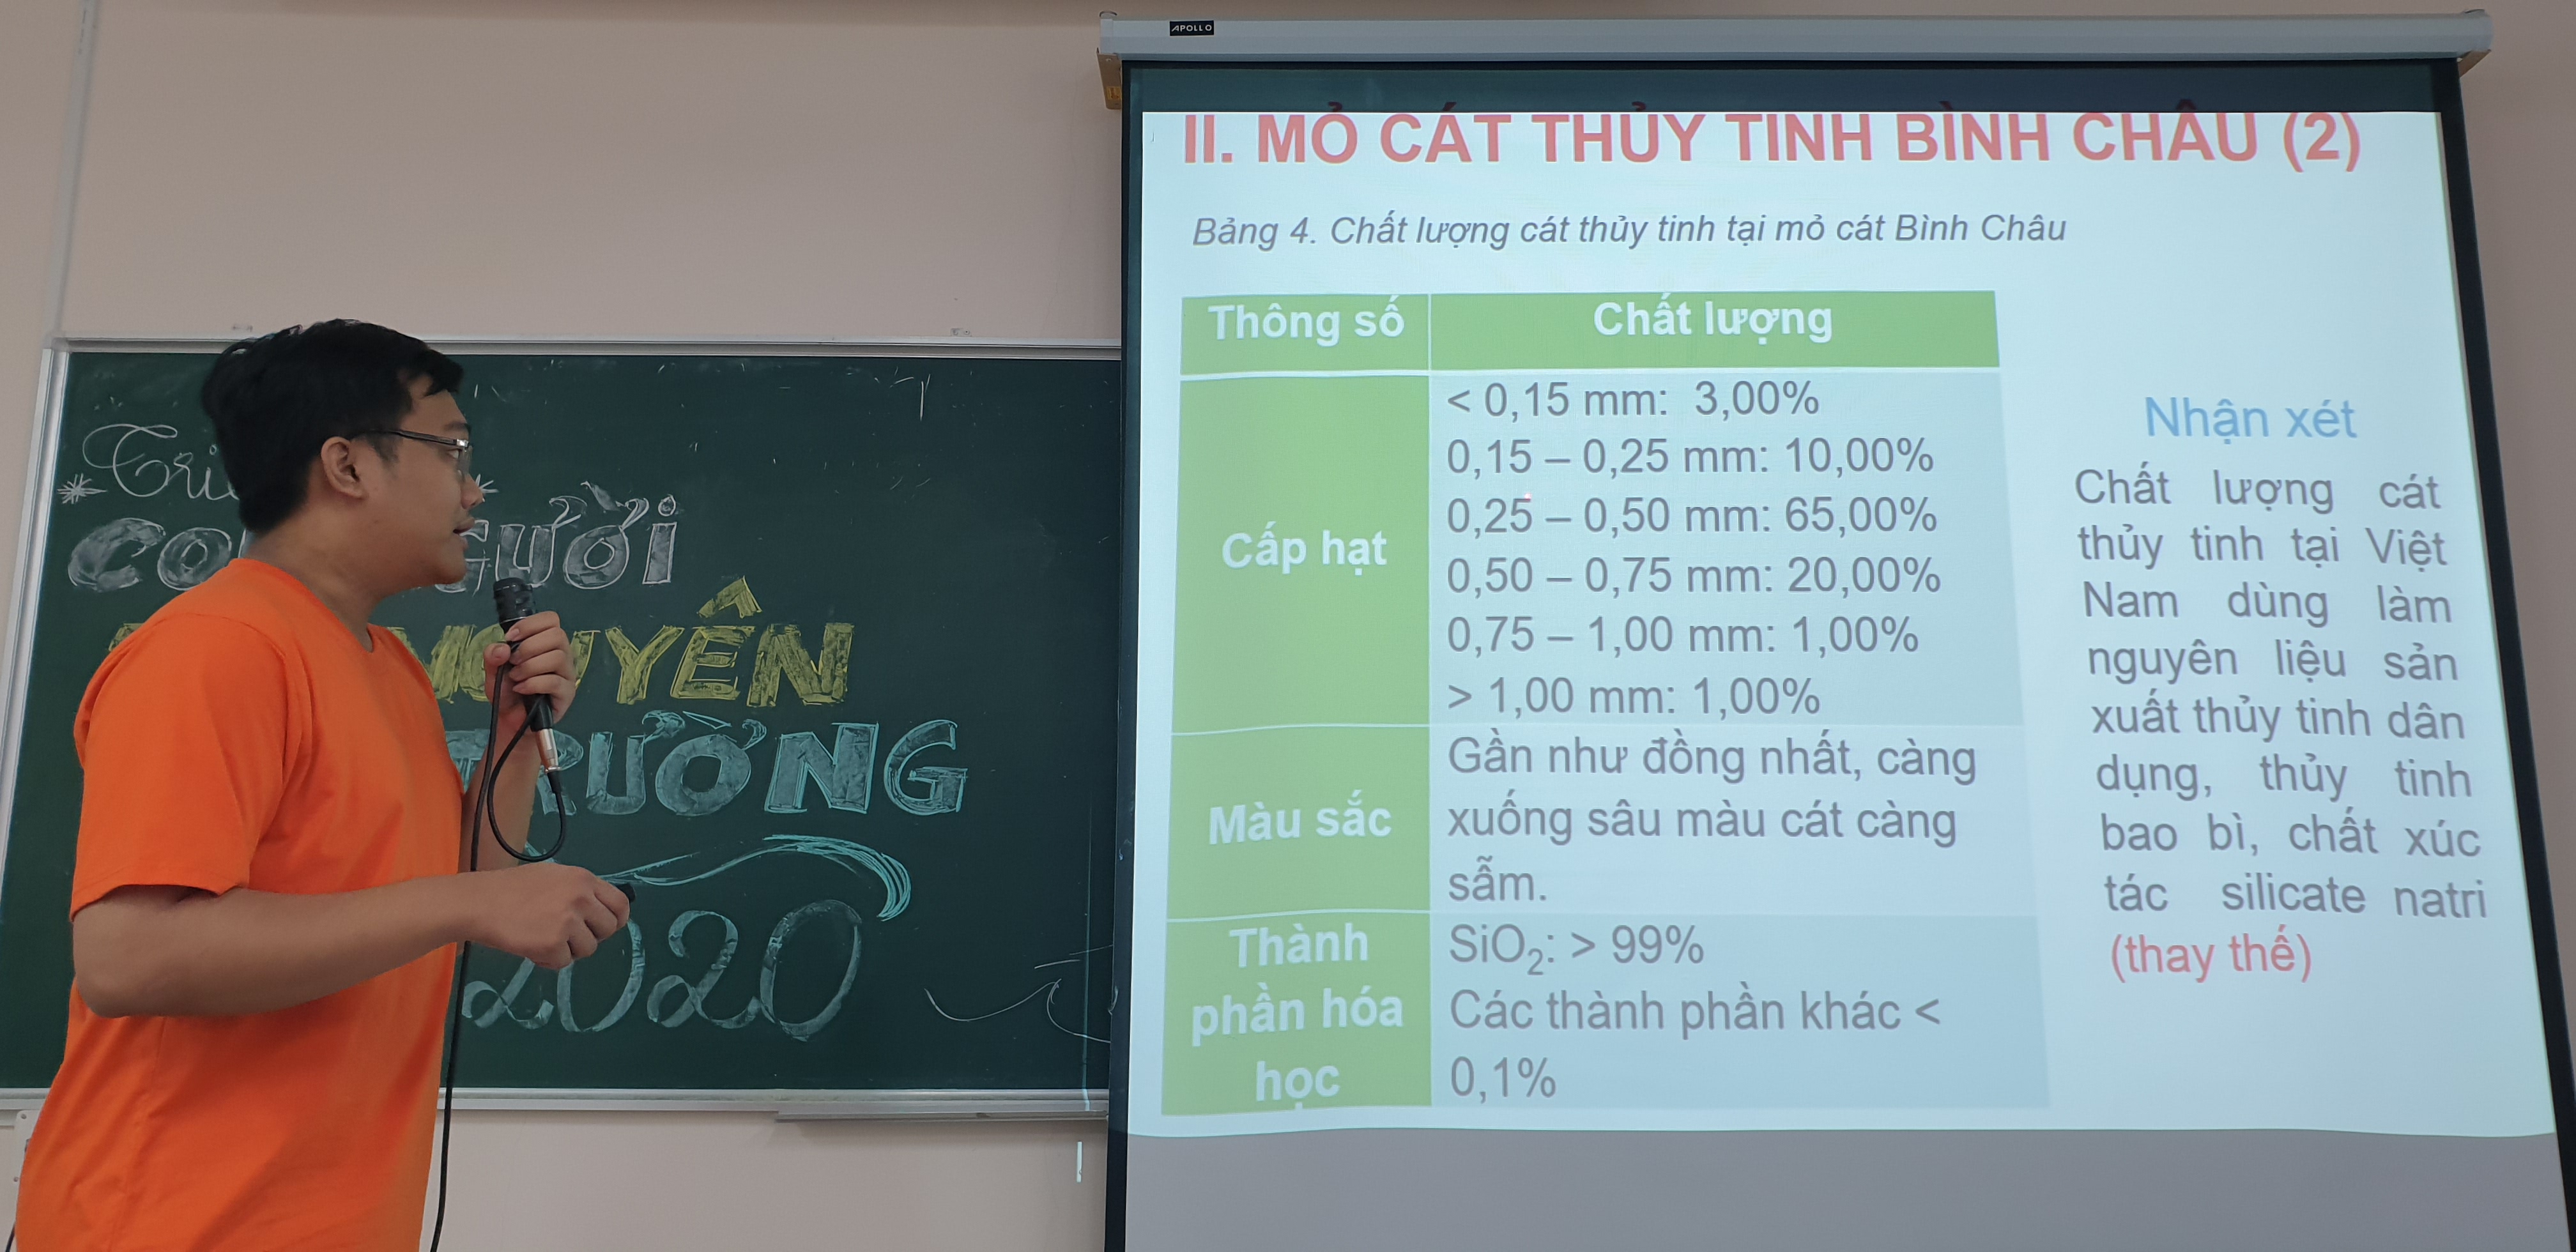 APOLLO
II. MỎ CÁT THỦY TINH BÌNH CHÂU (2)
Bảng 4. Chất lượng cát thủy tinh tại mỏ cát Bình Châu
Thông số
Chất lượng
Cấp hạt
< 0,15 mm: 3,00%
0,15 – 0,25 mm: 10,00%
0,25 – 0,50 mm: 65,00%
0,50 – 0,75 mm: 20,00%
0,75 – 1,00 mm: 1,00%
> 1,00 mm: 1,00%
Màu sắc
Gần như đồng nhất, càng
xuống sâu màu cát càng
sẫm.
Thành
phần hóa
học
SiO₂: > 99%
Các thành phần khác <
0,1%
Nhận xét
Chất lượng cát
thủy tinh tại Việt
Nam dùng làm
nguyên liệu sản
xuất thủy tinh dân
dụng, thủy tinh
bao bì, chất xúc
tác silicate natri
(thay thế)
2020